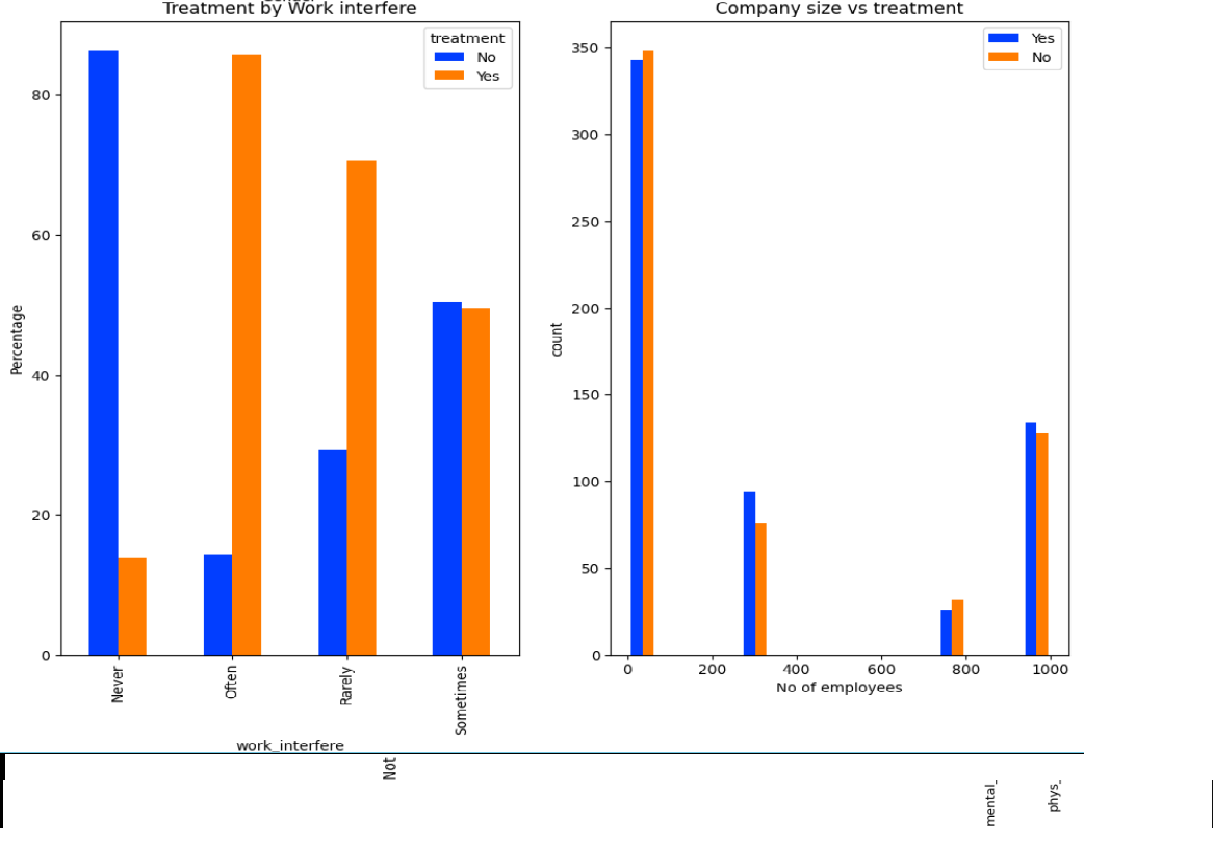 Treatment by Work interfere
treatment
No
Yes
80
60
40
20
0
Percentage
Never
Often
Rarely
Sometimes
work_interfere
Company size vs treatment
Yes
No
350
300
250
200
150
100
50
0
count
0
200
400
600
800
1000
No of employees
Not
mental_
phys_